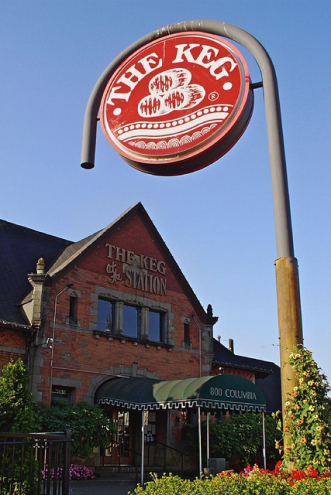 THE KEG
®
THE KEG
at the
STATION
800 COLUMBIA